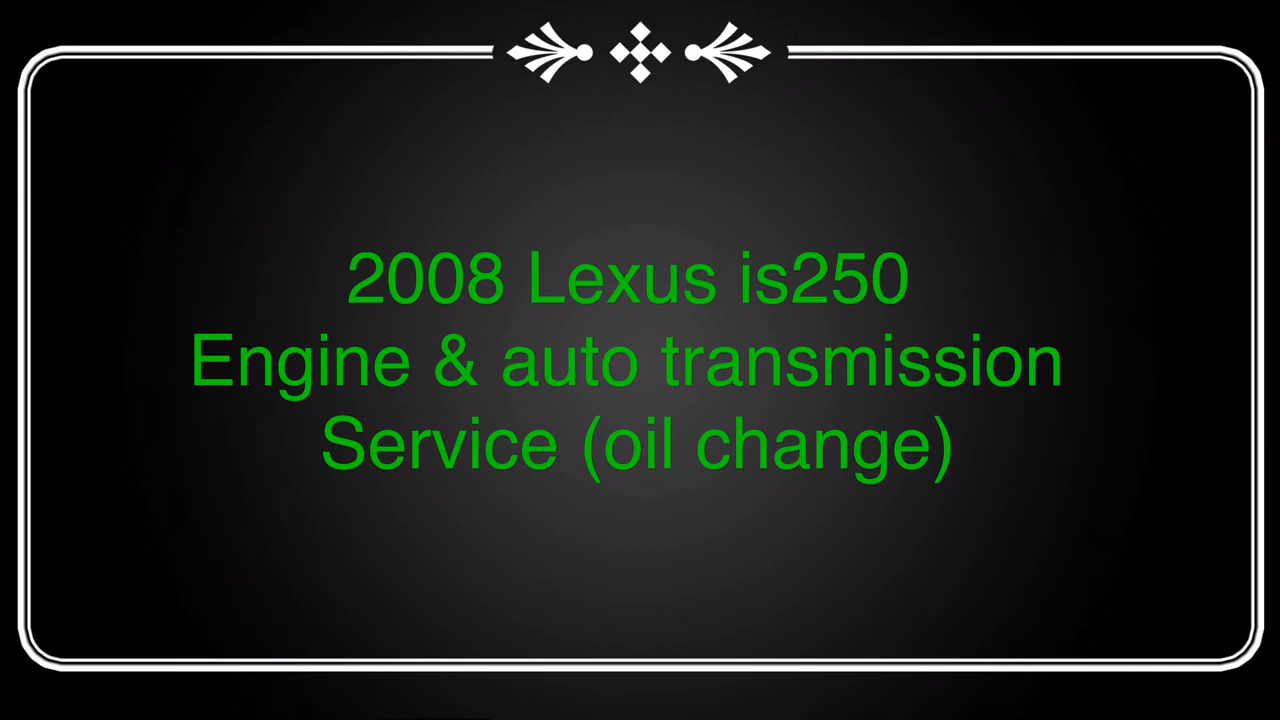 2008 Lexus is250
Engine & auto transmission
Service (oil change)